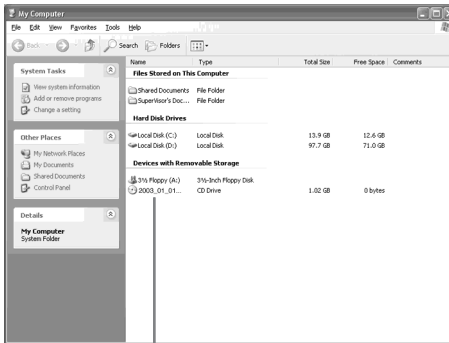 My Computer
File Edit View Favorites Tools Help
Back Search Folders
System Tasks
View system information
Add or remove programs
Change a setting
Other Places
My Network Places
My Documents
Shared Documents
Control Panel
Details
My Computer
System Folder
Name Type Total Size Free Space Comments
Files Stored on This Computer
Shared Documents File Folder
SuperVisor's Doc... File Folder
Hard Disk Drives
Local Disk (C:) Local Disk 13.9 GB 12.6 GB
Local Disk (D:) Local Disk 97.7 GB 71.0 GB
Devices with Removable Storage
3½ Floppy (A:) 3½-Inch Floppy Disk
2003_01_01... CD Drive 1.02 GB 0 bytes